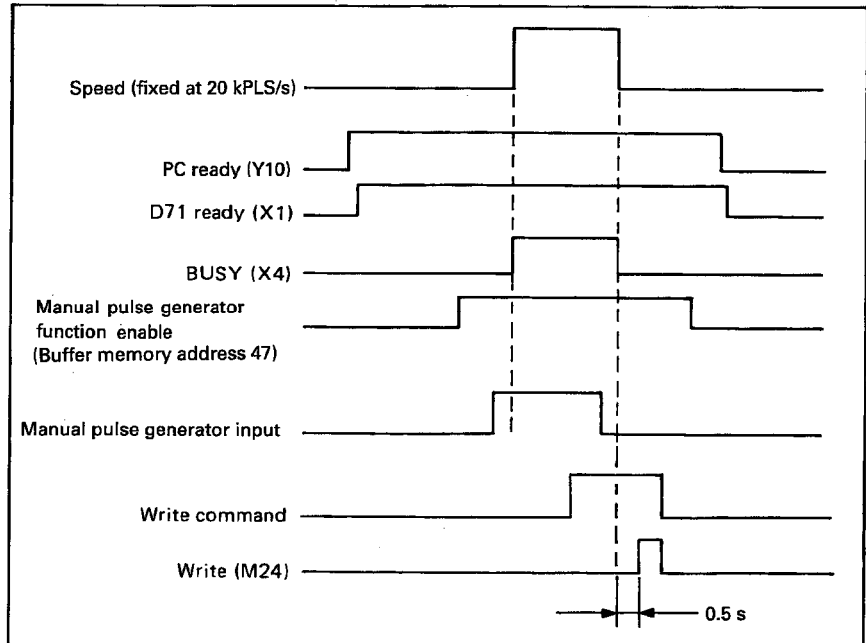 Speed (fixed at 20 kPLS/s)
PC ready (Y10)
D71 ready (X1)
BUSY (X4)
Manual pulse generator
function enable
(Buffer memory address 47)
Manual pulse generator input
Write command
Write (M24)
0.5 s